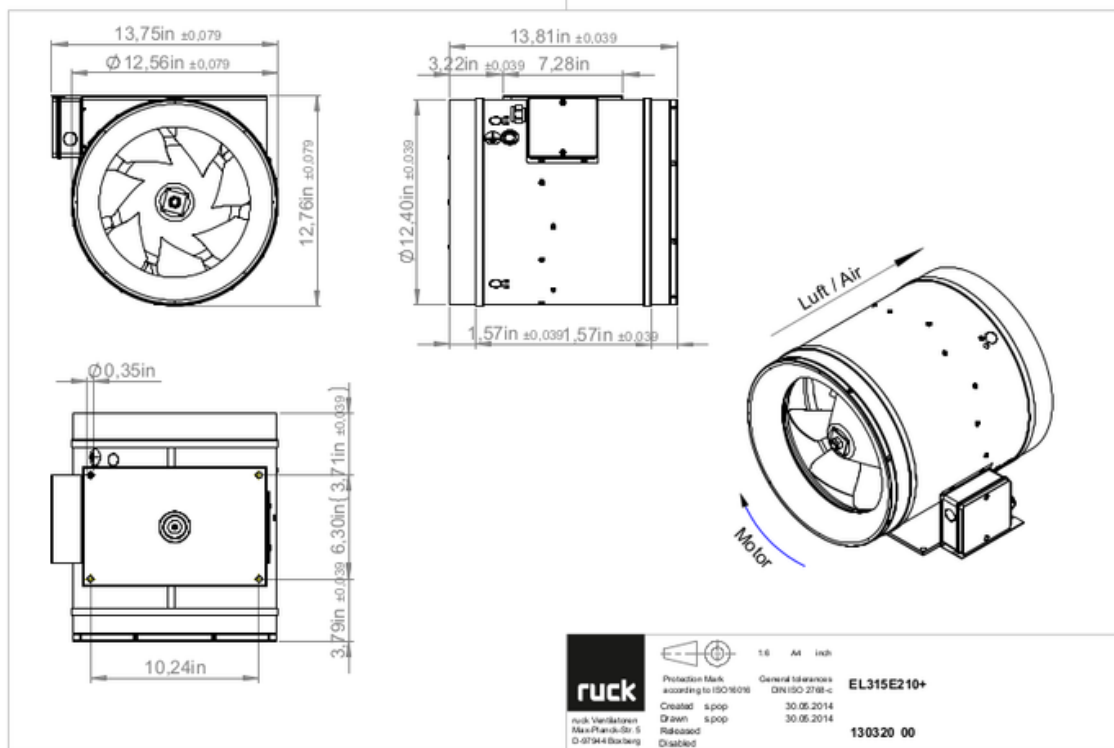 13,75in ±0,079
Ø12,56in ±0,079
12,76in ±0,079
13,81in ±0,039
3,22in ±0,039
7,28in
Ø12,40in ±0,039
1,57in ±0,039
1,57in ±0,039
Luft / Air
Motor
Ø0,35in
3,71in ±0,039)
6,30in(
3,79in ±0,039
10,24in
ruck
ruck Ventilatoren
Max-Planck-Str. 5
D-97944 Boxberg
1:6 A4 inch
Protection Mark
according to ISO16016
General tolerances
DIN ISO 2768-c
EL315E210+
Created s.pop 30.05.2014
Drawn s.pop 30.05.2014
Released
Disabled
130320 00